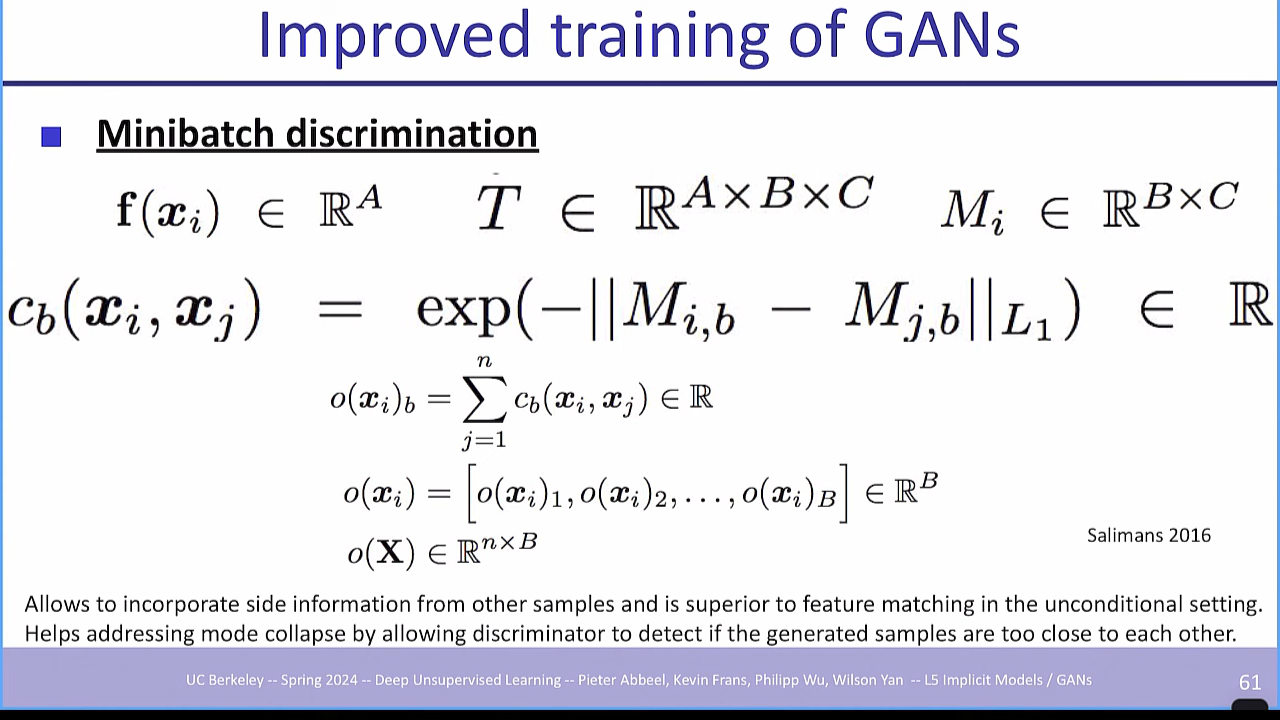 Improved training of GANs
■ Minibatch discrimination
f(𝒙ᵢ) ∈ ℝ^A T ∈ ℝ^{A×B×C} Mᵢ ∈ ℝ^{B×C}
c_b(𝒙ᵢ, 𝒙ⱼ) = exp(−||M_{i,b} − M_{j,b}||_{L₁}) ∈ ℝ
o(𝒙ᵢ)_b = ∑_{j=1}^{n} c_b(𝒙ᵢ, 𝒙ⱼ) ∈ ℝ
o(𝒙ᵢ) = [o(𝒙ᵢ)₁, o(𝒙ᵢ)₂, . . . , o(𝒙ᵢ)_B] ∈ ℝ^B
o(𝐗) ∈ ℝ^{n×B}
Salimans 2016
Allows to incorporate side information from other samples and is superior to feature matching in the unconditional setting.
Helps addressing mode collapse by allowing discriminator to detect if the generated samples are too close to each other.
UC Berkeley -- Spring 2024 -- Deep Unsupervised Learning -- Pieter Abbeel, Kevin Frans, Philipp Wu, Wilson Yan -- L5 Implicit Models / GANs
61